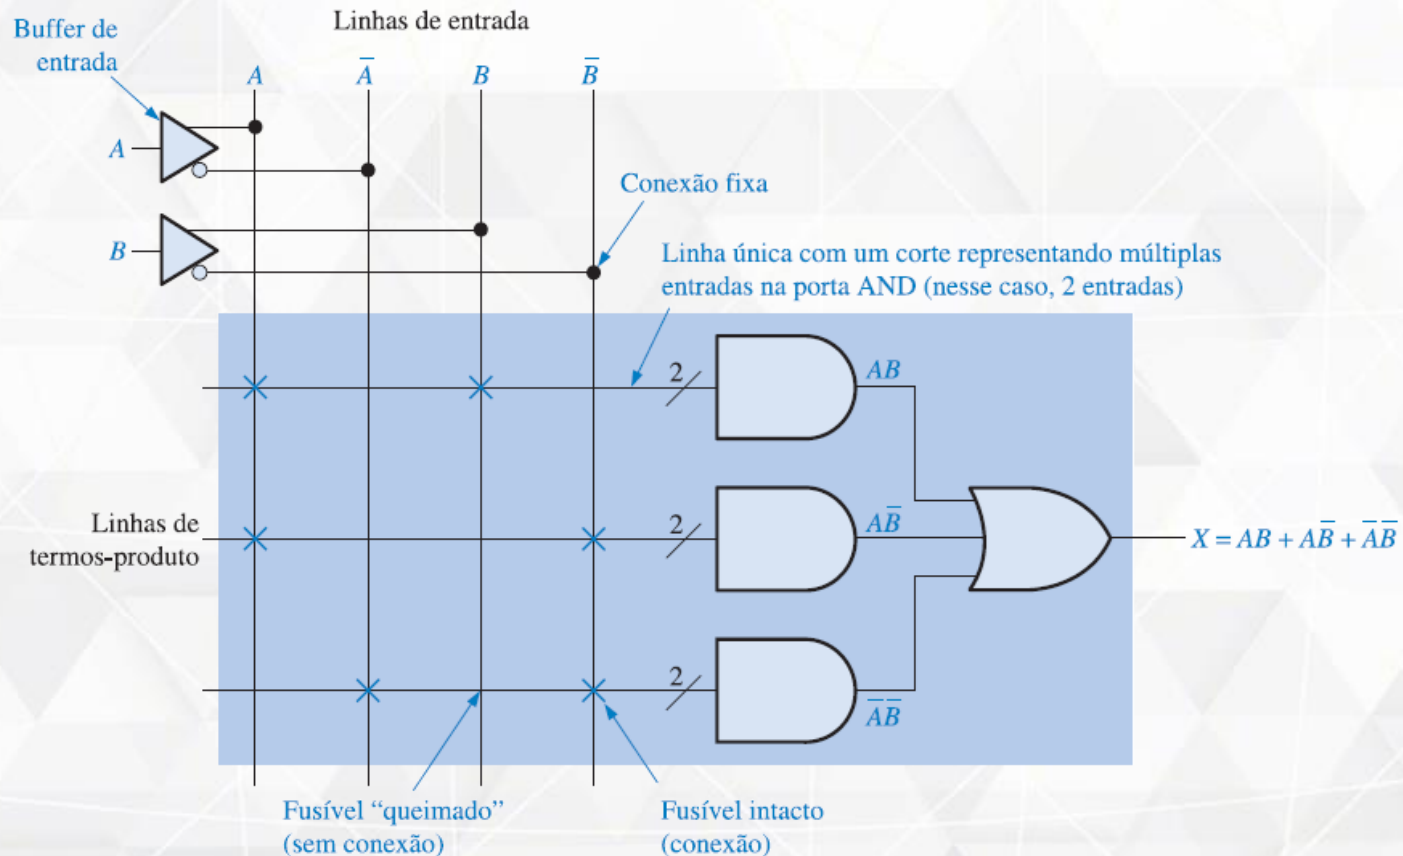 Linhas de entrada
Buffer de
entrada
A
A̅
B
B̅
A
B
Conexão fixa
Linha única com um corte representando múltiplas
entradas na porta AND (nesse caso, 2 entradas)
2
AB
Linhas de
termos-produto
2
AB̅
X = AB + AB̅ + A̅B̅
2
A̅B̅
Fusível “queimado”
(sem conexão)
Fusível intacto
(conexão)